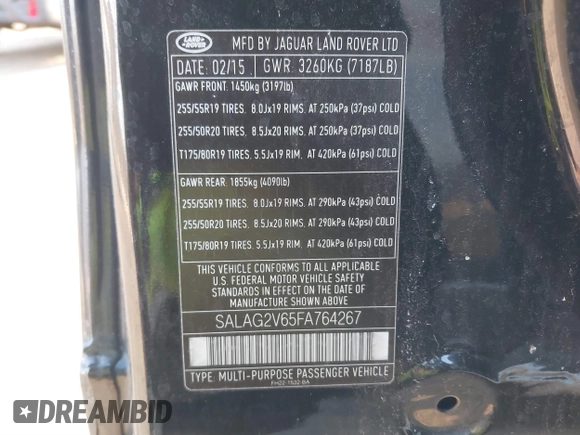 LAND ROVER
MFD BY JAGUAR LAND ROVER LTD
DATE: 02/15 GWR: 3260KG (7187LB)
GAWR FRONT: 1450kg (3197lb)
255/55R19 TIRES. 8.0Jx19 RIMS. AT 250kPa (37psi) COLD
255/50R20 TIRES. 8.5Jx20 RIMS. AT 250kPa (37psi) COLD
T175/80R19 TIRES. 5.5Jx19 RIM. AT 420kPa (61psi) COLD
GAWR REAR: 1855kg (4090lb)
255/55R19 TIRES. 8.0Jx19 RIMS. AT 290kPa (43psi) COLD
255/50R20 TIRES. 8.5Jx20 RIMS. AT 290kPa (43psi) COLD
T175/80R19 TIRES. 5.5Jx19 RIM. AT 420kPa (61psi) COLD
THIS VEHICLE CONFORMS TO ALL APPLICABLE
U.S. FEDERAL MOTOR VEHICLE SAFETY
STANDARDS IN EFFECT ON THE DATE OF
MANUFACTURE SHOWN ABOVE
SALAG2V65FA764267
TYPE: MULTI-PURPOSE PASSENGER VEHICLE
FH22 1532 BA
DREAMBID